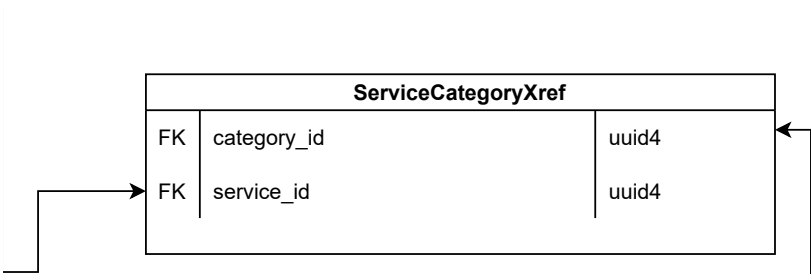 ServiceCategoryXref
FK category_id uuid4
FK service_id uuid4